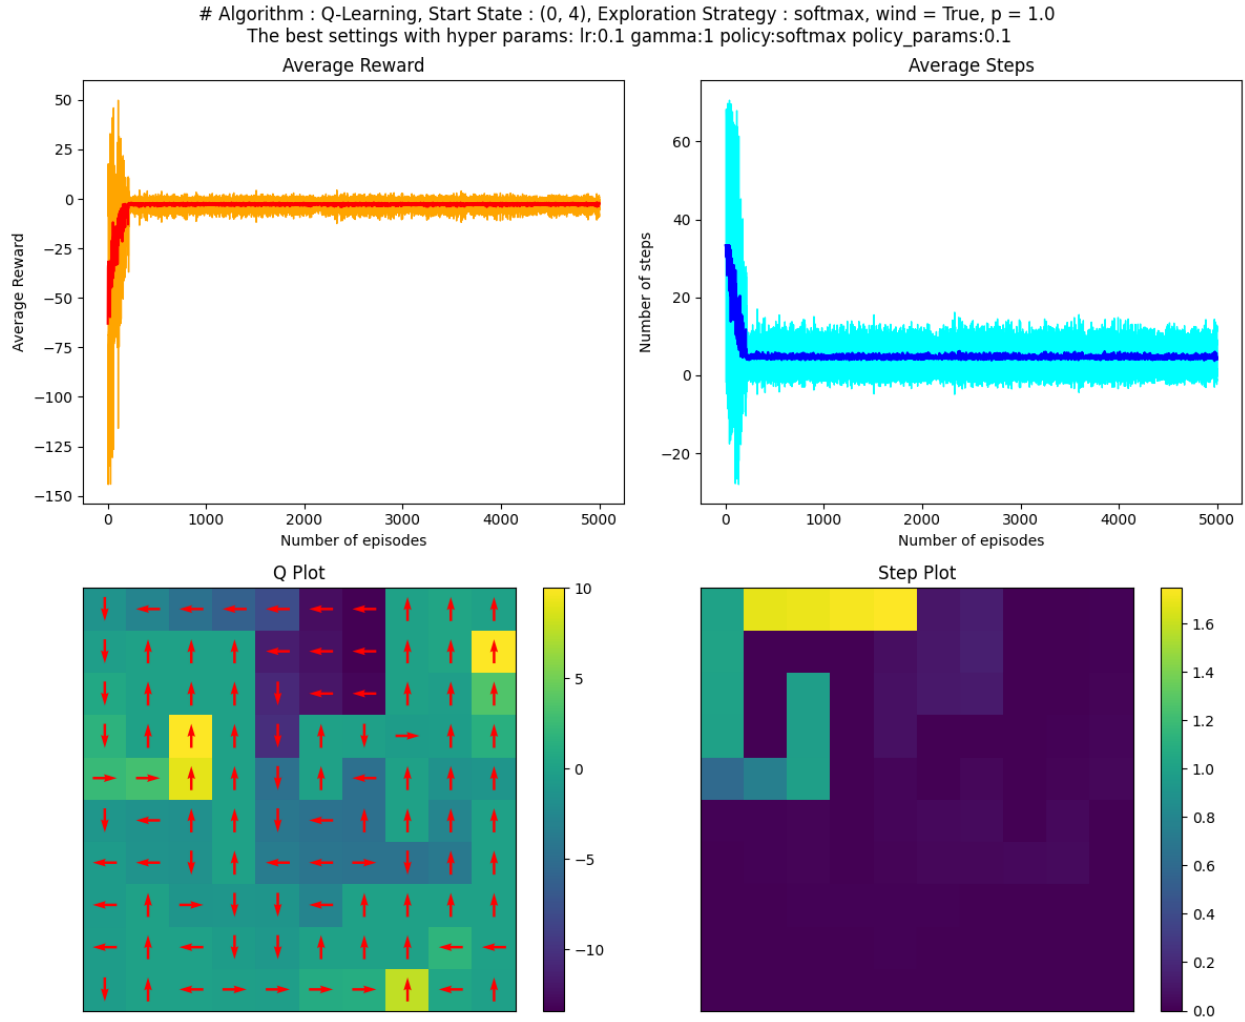 # Algorithm : Q-Learning, Start State : (0, 4), Exploration Strategy : softmax, wind = True, p = 1.0
The best settings with hyper params: lr:0.1 gamma:1 policy:softmax policy_params:0.1
Average Reward
50
25
0
−25
−50
−75
−100
−125
−150
Average Reward
0 1000 2000 3000 4000 5000
Number of episodes
Average Steps
60
40
20
0
−20
Number of steps
0 1000 2000 3000 4000 5000
Number of episodes
Q Plot
10
5
0
−5
−10
Step Plot
1.6
1.4
1.2
1.0
0.8
0.6
0.4
0.2
0.0